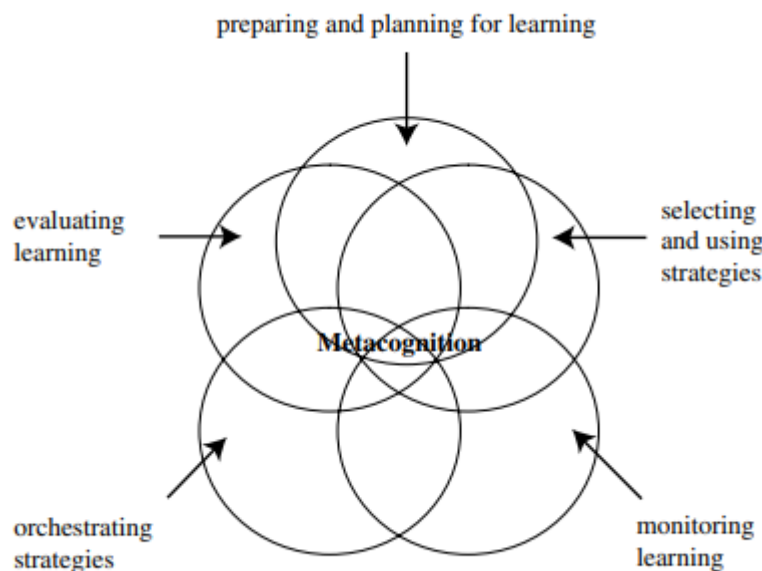 preparing and planning for learning
evaluating
learning
selecting
and using
strategies
Metacognition
orchestrating
strategies
monitoring
learning